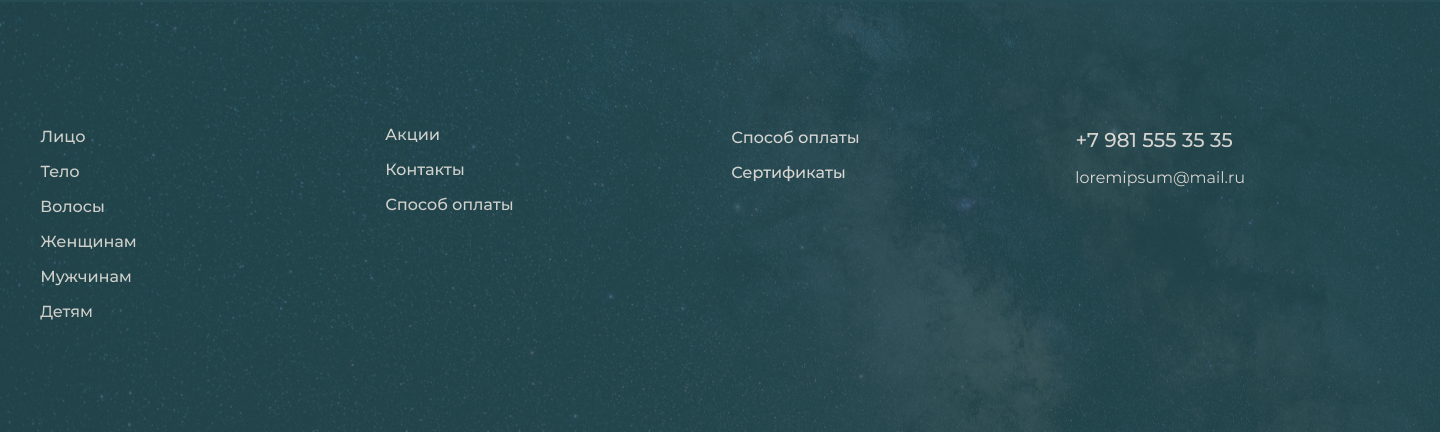 Лицо
Тело
Волосы
Женщинам
Мужчинам
Детям
Акции
Контакты
Способ оплаты
Способ оплаты
Сертификаты
+7 981 555 35 35
loremipsum@mail.ru